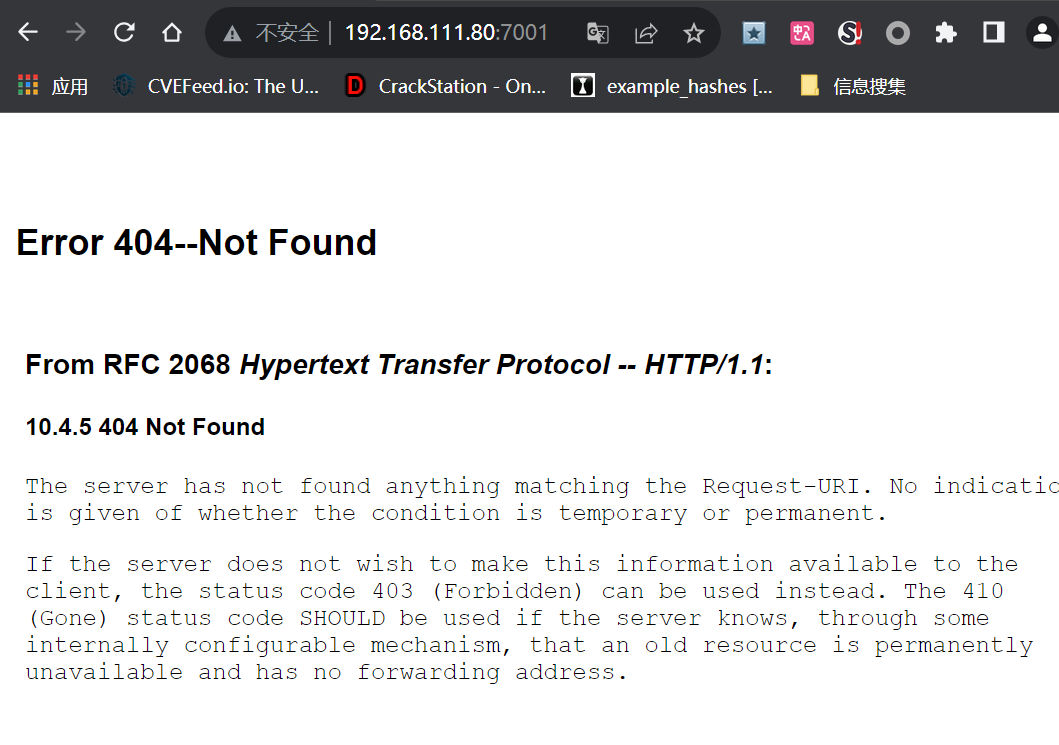 不安全 192.168.111.80:7001
应用 CVEFeed.io: The U... CrackStation - On... example_hashes [... 信息搜集
Error 404--Not Found
From RFC 2068 Hypertext Transfer Protocol -- HTTP/1.1:
10.4.5 404 Not Found
The server has not found anything matching the Request-URI. No indicatio
is given of whether the condition is temporary or permanent.
If the server does not wish to make this information available to the
client, the status code 403 (Forbidden) can be used instead. The 410
(Gone) status code SHOULD be used if the server knows, through some
internally configurable mechanism, that an old resource is permanently
unavailable and has no forwarding address.